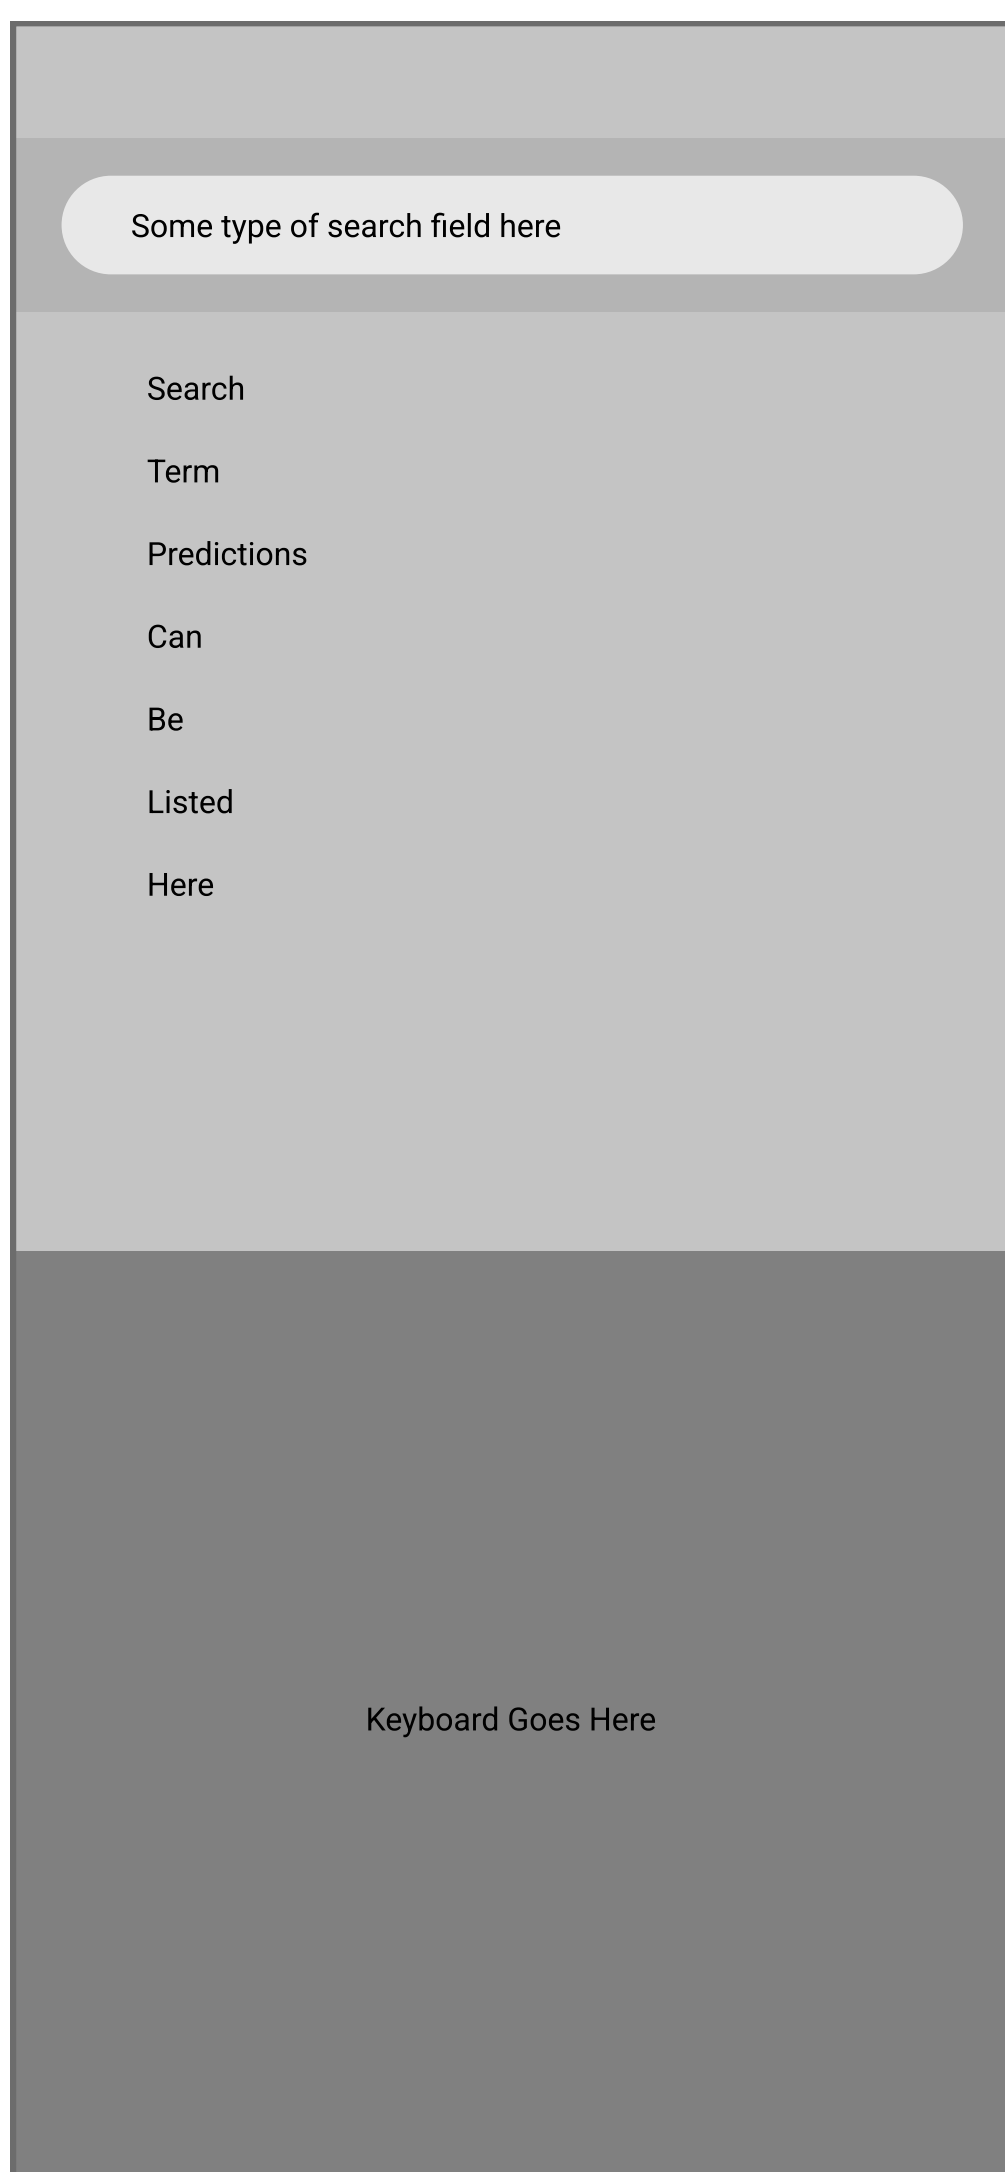 Some type of search field here
Search
Term
Predictions
Can
Be
Listed
Here
Keyboard Goes Here